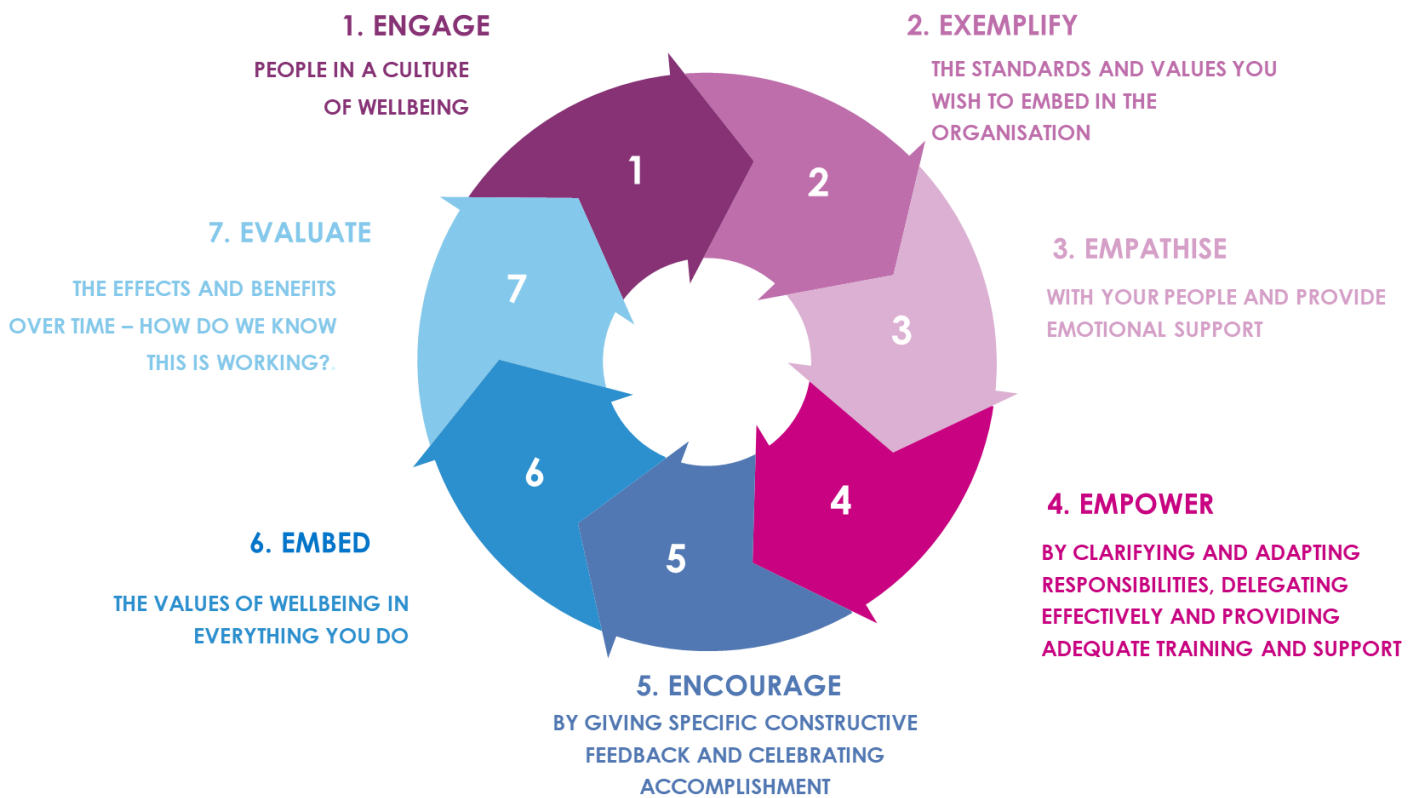 1. ENGAGE
PEOPLE IN A CULTURE
OF WELLBEING
2. EXEMPLIFY
THE STANDARDS AND VALUES YOU
WISH TO EMBED IN THE
ORGANISATION
3. EMPATHISE
WITH YOUR PEOPLE AND PROVIDE
EMOTIONAL SUPPORT
4. EMPOWER
BY CLARIFYING AND ADAPTING
RESPONSIBILITIES, DELEGATING
EFFECTIVELY AND PROVIDING
ADEQUATE TRAINING AND SUPPORT
5. ENCOURAGE
BY GIVING SPECIFIC CONSTRUCTIVE
FEEDBACK AND CELEBRATING
ACCOMPLISHMENT
6. EMBED
THE VALUES OF WELLBEING IN
EVERYTHING YOU DO
7. EVALUATE
THE EFFECTS AND BENEFITS
OVER TIME – HOW DO WE KNOW
THIS IS WORKING?.
1
2
3
4
5
6
7